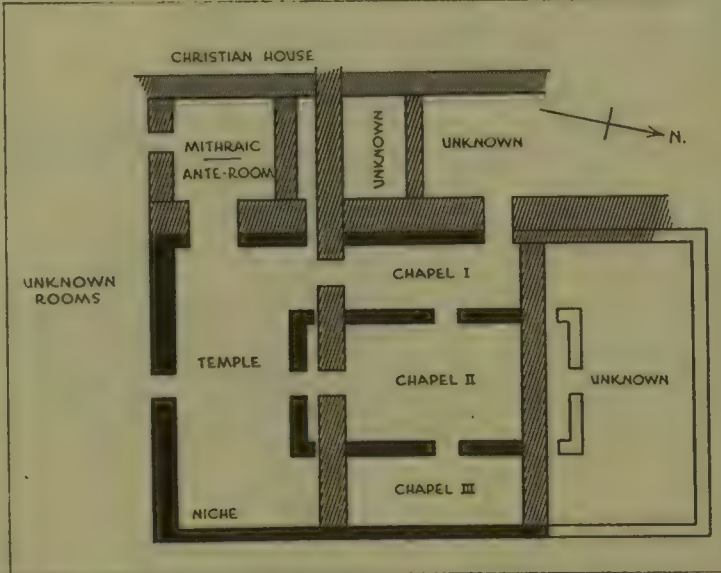 CHRISTIAN HOUSE
MITHRAIC
ANTE-ROOM
UNKNOWN
UNKNOWN
N.
UNKNOWN
ROOMS
CHAPEL I
TEMPLE
CHAPEL II
UNKNOWN
CHAPEL III
NICHE